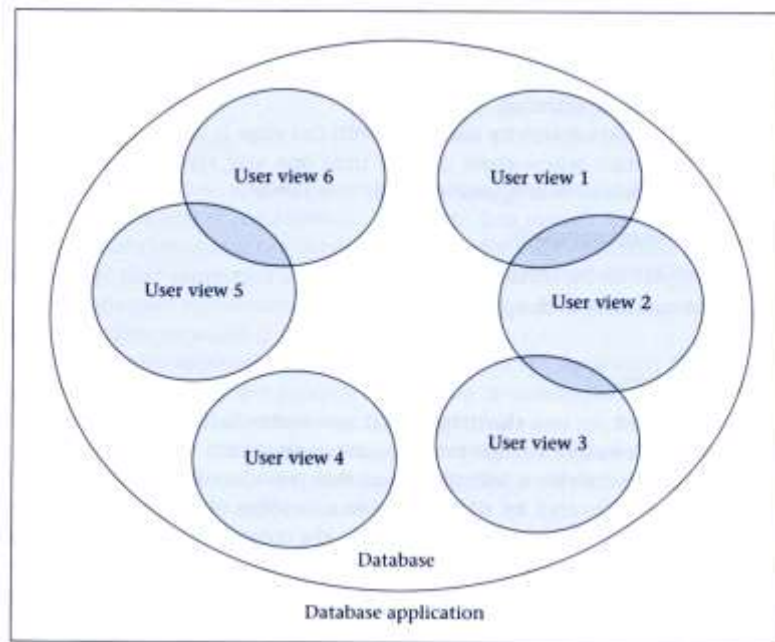 User view 6
User view 1
User view 5
User view 2
User view 4
User view 3
Database
Database application